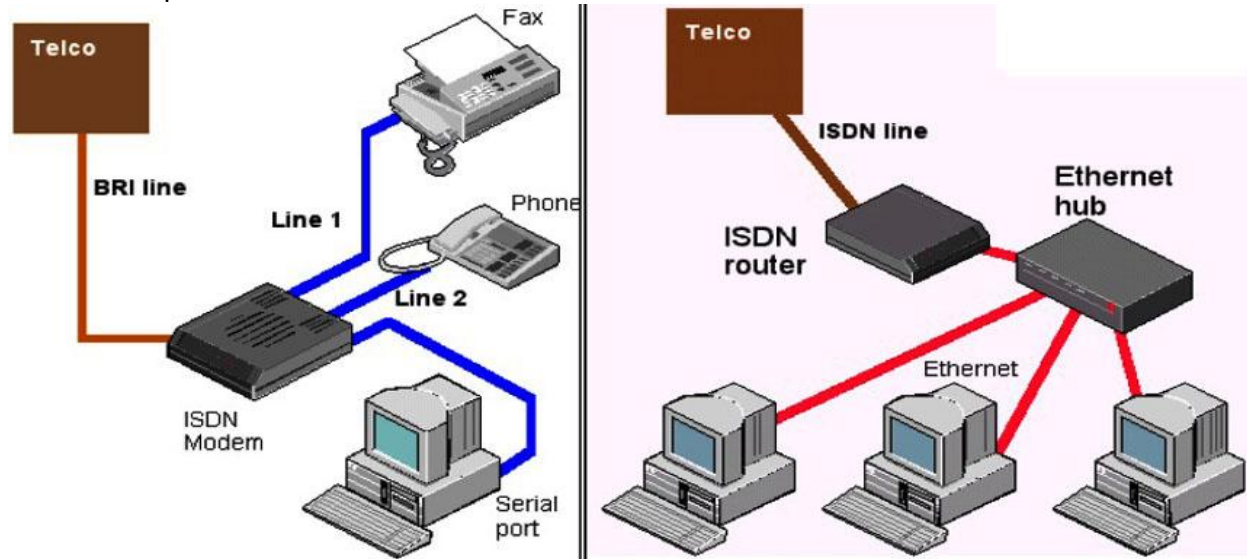 Telco
Fax
BRI line
Line 1
Phone
Line 2
ISDN
Modem
Serial
port
Telco
ISDN line
Ethernet
hub
ISDN
router
Ethernet